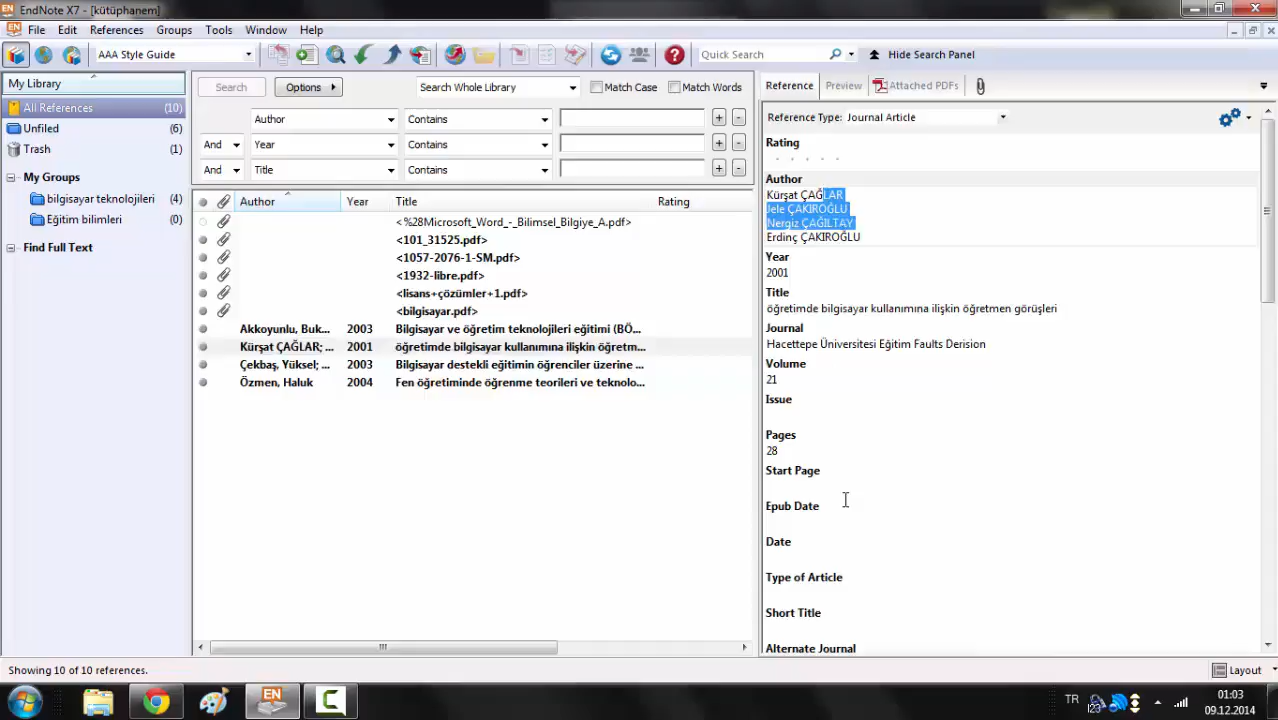 EndNote X7 - [kütüphanem]
File Edit References Groups Tools Window Help
AAA Style Guide
Quick Search
Hide Search Panel
My Library
All References (10)
Unfiled (6)
Trash (1)
My Groups
bilgisayar teknolojlleri (4)
Eğitim bilimleri (0)
Find Full Text
Search Options Search Whole Library Match Case Match Words
Author Contains
And Year Contains
And Title Contains
Author Year Title Rating
<%28Microsoft_Word_-_Bilimsel_Bilgiye_A.pdf>
<101_31525.pdf>
<1057-2076-1-SM.pdf>
<1932-libre.pdf>
<lisans+çözümler+1.pdf>
<bilgisayar.pdf>
Akkoyunlu, Buk... 2003 Bilgisayar ve öğretim teknolojileri eğitimi (BÖ...
Kürşat ÇAĞLAR; ... 2001 öğretimde bilgisayar kullanımına ilişkin öğretm...
Çekbaş, Yüksel; ... 2003 Bilgisayar destekli eğitimin öğrenciler üzerine ...
Özmen, Haluk 2004 Fen öğretiminde öğrenme teorileri ve teknolo...
Reference Preview Attached PDFs
Reference Type: Journal Article
Rating
Author
Kürşat ÇAĞLAR
Jele ÇAKIROĞLU
Nergiz ÇAĞILTAY
Erdinç ÇAKIROĞLU
Year
2001
Title
öğretimde bilgisayar kullanımına ilişkin öğretmen görüşleri
Journal
Hacettepe Üniversitesi Eğitim Faults Derision
Volume
21
Issue
Pages
28
Start Page
Epub Date
Date
Type of Article
Short Title
Alternate Journal
Showing 10 of 10 references.
Layout
TR
01:03
09.12.2014